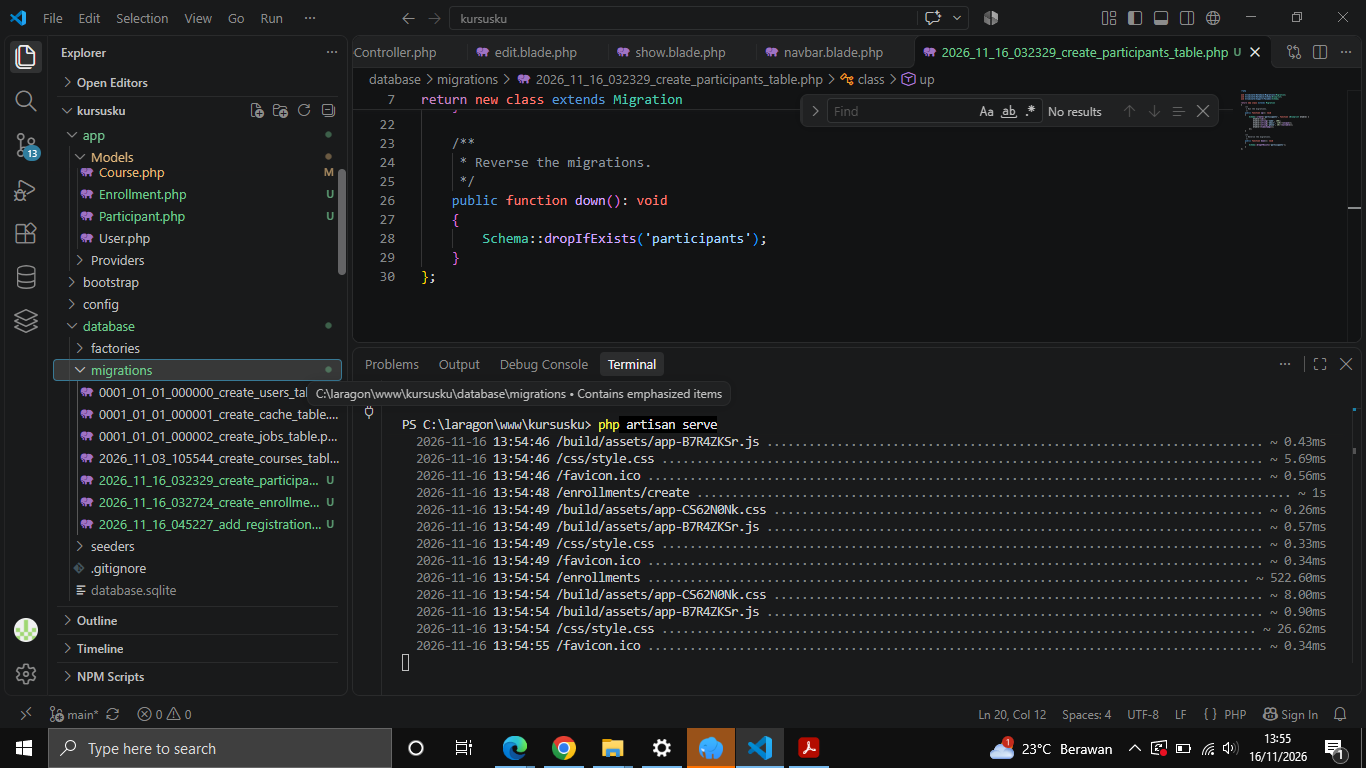 File Edit Selection View Go Run ··· kursusku
Explorer ···
Open Editors
kursusku
app
Models
Course.php M
Enrollment.php U
Participant.php U
User.php
Providers
bootstrap
config
database
factories
migrations
0001_01_01_000000_create_users_tal
0001_01_01_000001_create_cache_table....
0001_01_01_000002_create_jobs_table.p...
2026_11_03_105544_create_courses_tabl...
2026_11_16_032329_create_participa... U
2026_11_16_032724_create_enrollme... U
2026_11_16_045227_add_registration... U
seeders
.gitignore
database.sqlite
Outline
Timeline
NPM Scripts
13
Controller.php edit.blade.php show.blade.php navbar.blade.php 2026_11_16_032329_create_participants_table.php U
database > migrations > 2026_11_16_032329_create_participants_table.php > class > up
7 return new class extends Migration
Find Aa ab .* No results
22
23 /**
24 * Reverse the migrations.
25 */
26 public function down(): void
27 {
28 Schema::dropIfExists('participants');
29 }
30 };
Problems Output Debug Console Terminal ···
C:\laragon\www\kursusku\database\migrations • Contains emphasized items
PS C:\laragon\www\kursusku> php artisan serve
2026-11-16 13:54:46 /build/assets/app-B7R4ZKSr.js ~ 0.43ms
2026-11-16 13:54:46 /css/style.css ~ 5.69ms
2026-11-16 13:54:46 /favicon.ico ~ 0.56ms
2026-11-16 13:54:48 /enrollments/create ~ 1s
2026-11-16 13:54:49 /build/assets/app-CS62N0Nk.css ~ 0.26ms
2026-11-16 13:54:49 /build/assets/app-B7R4ZKSr.js ~ 0.57ms
2026-11-16 13:54:49 /css/style.css ~ 0.33ms
2026-11-16 13:54:49 /favicon.ico ~ 0.34ms
2026-11-16 13:54:54 /enrollments ~ 522.60ms
2026-11-16 13:54:54 /build/assets/app-CS62N0Nk.css ~ 8.00ms
2026-11-16 13:54:54 /build/assets/app-B7R4ZKSr.js ~ 0.90ms
2026-11-16 13:54:54 /css/style.css ~ 26.62ms
2026-11-16 13:54:55 /favicon.ico ~ 0.34ms
main* 0 0 Ln 20, Col 12 Spaces: 4 UTF-8 LF { } PHP Sign In
Type here to search 1 23°C Berawan 13:55
16/11/2026 1